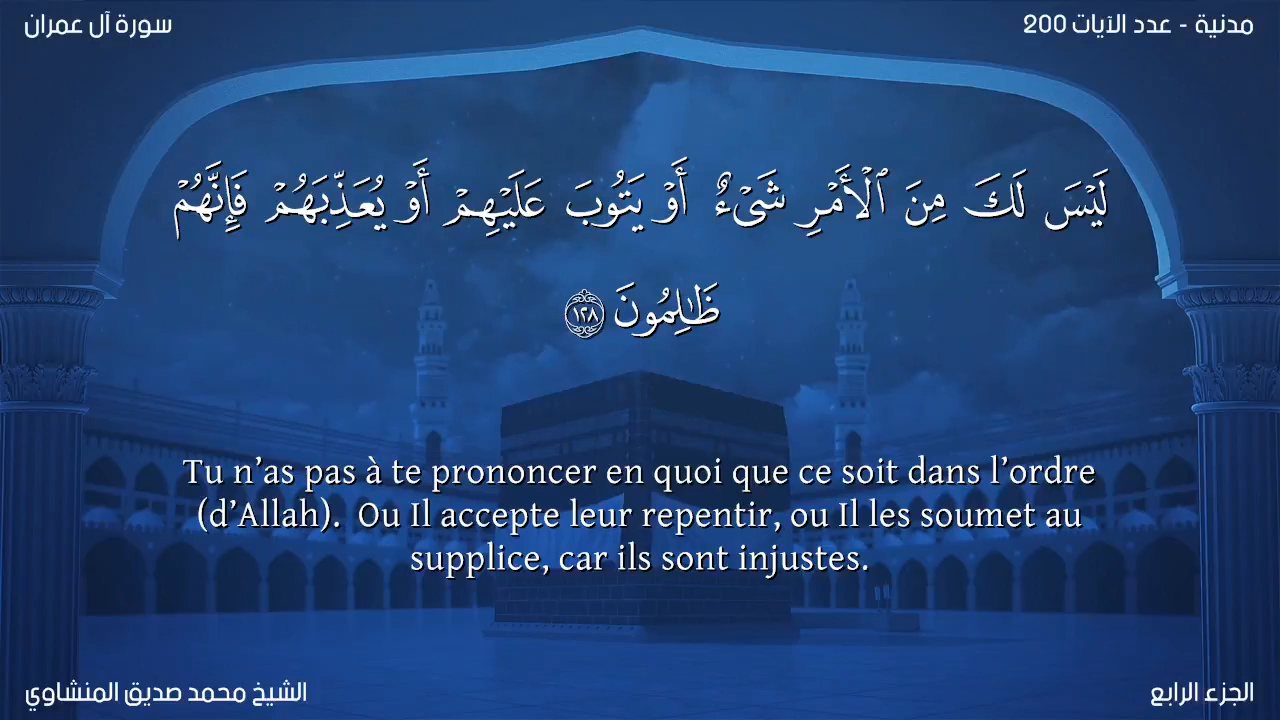 سورة آل عمران
مدنية - عدد الآيات 200
لَيْسَ لَكَ مِنَ ٱلْأَمْرِ شَىْءٌ أَوْ يَتُوبَ عَلَيْهِمْ أَوْ يُعَذِّبَهُمْ فَإِنَّهُمْ
ظَٰلِمُونَ ١٢٨
Tu n’as pas à te prononcer en quoi que ce soit dans l’ordre
(d’Allah). Ou Il accepte leur repentir, ou Il les soumet au
supplice, car ils sont injustes.
الشيخ محمد صديق المنشاوي
الجزء الرابع